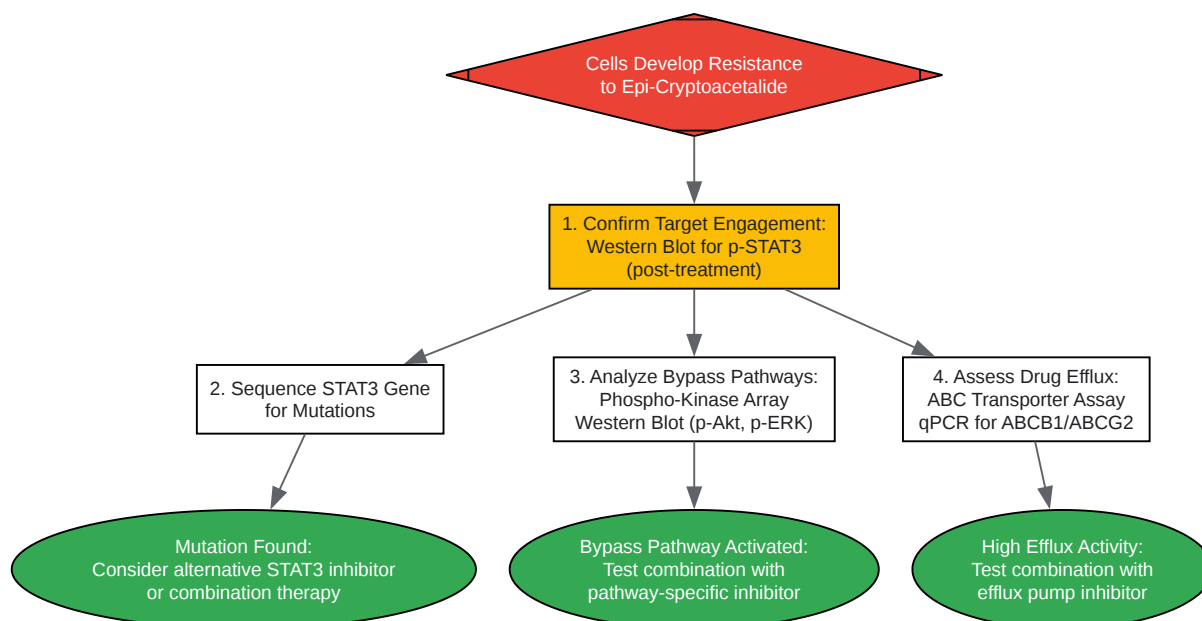 Cells Develop Resistance
to Epi-Cryptoacetalide
1. Confirm Target Engagement:
Western Blot for p-STAT3
(post-treatment)
2. Sequence STAT3 Gene
for Mutations
3. Analyze Bypass Pathways:
Phospho-Kinase Array
Western Blot (p-Akt, p-ERK)
4. Assess Drug Efflux:
ABC Transporter Assay
qPCR for ABCB1/ABCG2
Mutation Found:
Consider alternative STAT3 inhibitor
or combination therapy
Bypass Pathway Activated:
Test combination with
pathway-specific inhibitor
High Efflux Activity:
Test combination with
efflux pump inhibitor